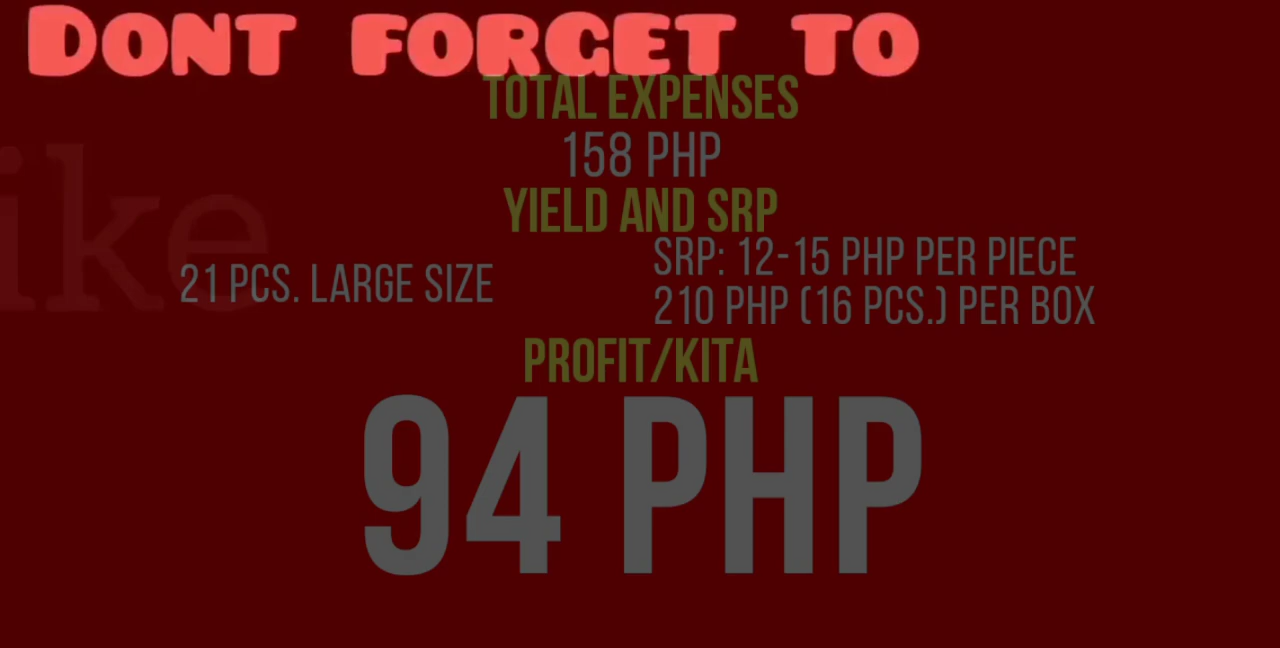 DONT FORGET TO
TOTAL EXPENSES
158 PHP
YIELD AND SRP
ike
21 PCS. LARGE SIZE
SRP: 12-15 PHP PER PIECE
210 PHP (16 PCS.) PER BOX
PROFIT/KITA
94 PHP